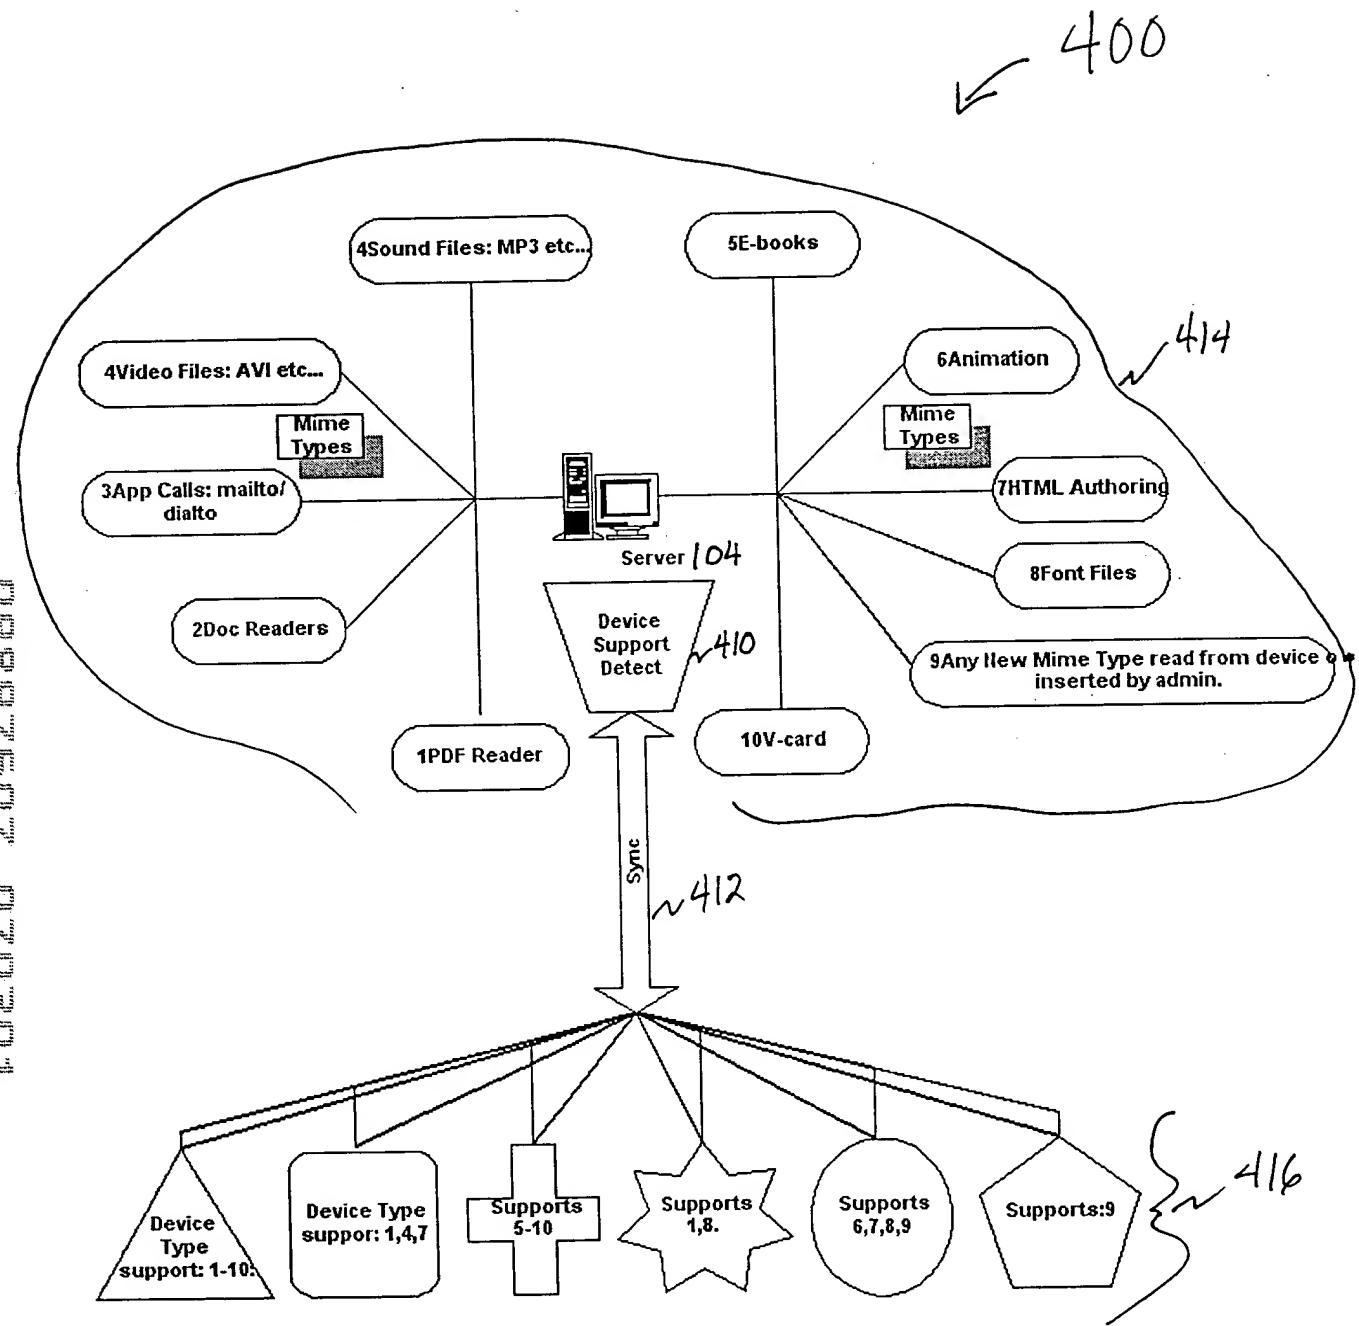 400
4Sound Files: MP3 etc...
5E-books
414
4Video Files: AVI etc...
6Animation
Mime
Types
Mime
Types
3App Calls: mailto/
dialto
7HTML Authoring
Server 104
8Font Files
2Doc Readers
Device
Support
Detect
410
9Any New Mime Type read from device o
inserted by admin.
1PDF Reader
10V-card
Sync
412
416
Device
Type
support: 1-10.
Device Type
suppor: 1,4,7
Supports
5-10
Supports
1,8.
Supports
6,7,8,9
Supports:9